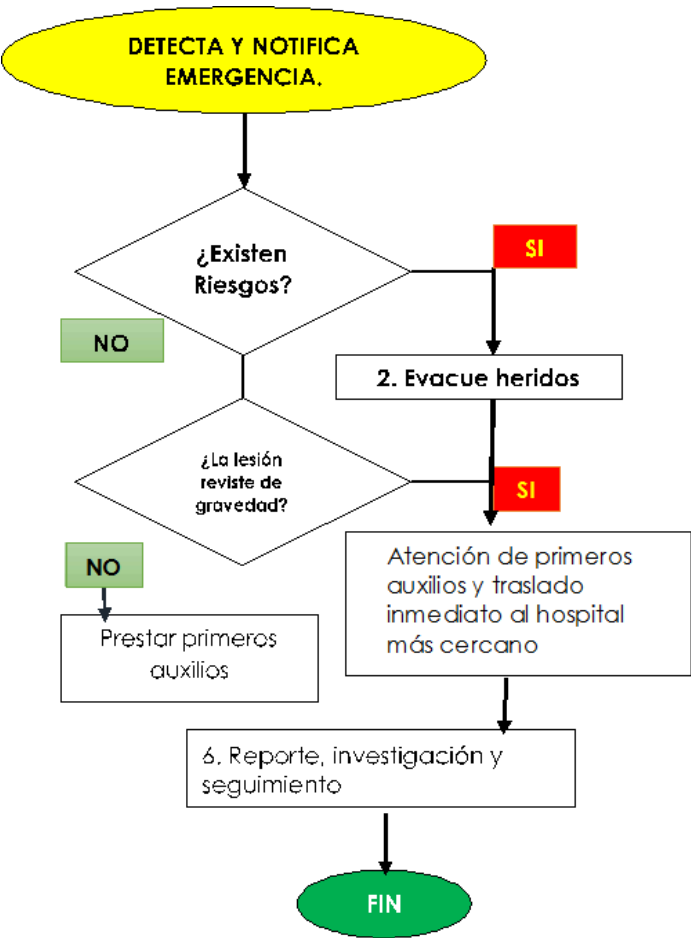 DETECTA Y NOTIFICA
EMERGENCIA.
¿Existen
Riesgos?
SI
NO
2. Evacue heridos
¿La lesión
reviste de
gravedad?
SI
NO
Atención de primeros
auxilios y traslado
inmediato al hospital
más cercano
Prestar primeros
auxilios
6. Reporte, investigación y
seguimiento
FIN